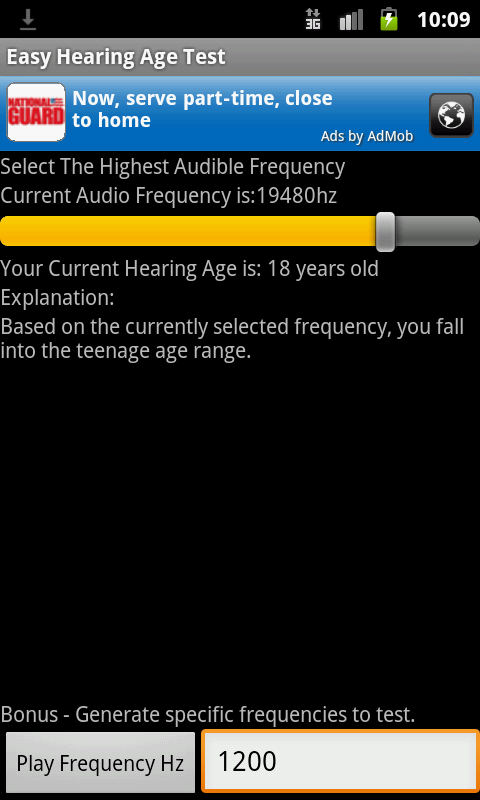 3G
10:09
Easy Hearing Age Test
NATIONAL
GUARD
Now, serve part-time, close
to home
Ads by AdMob
Select The Highest Audible Frequency
Current Audio Frequency is:19480hz
Your Current Hearing Age is: 18 years old
Explanation:
Based on the currently selected frequency, you fall
into the teenage age range.
Bonus - Generate specific frequencies to test.
Play Frequency Hz
1200